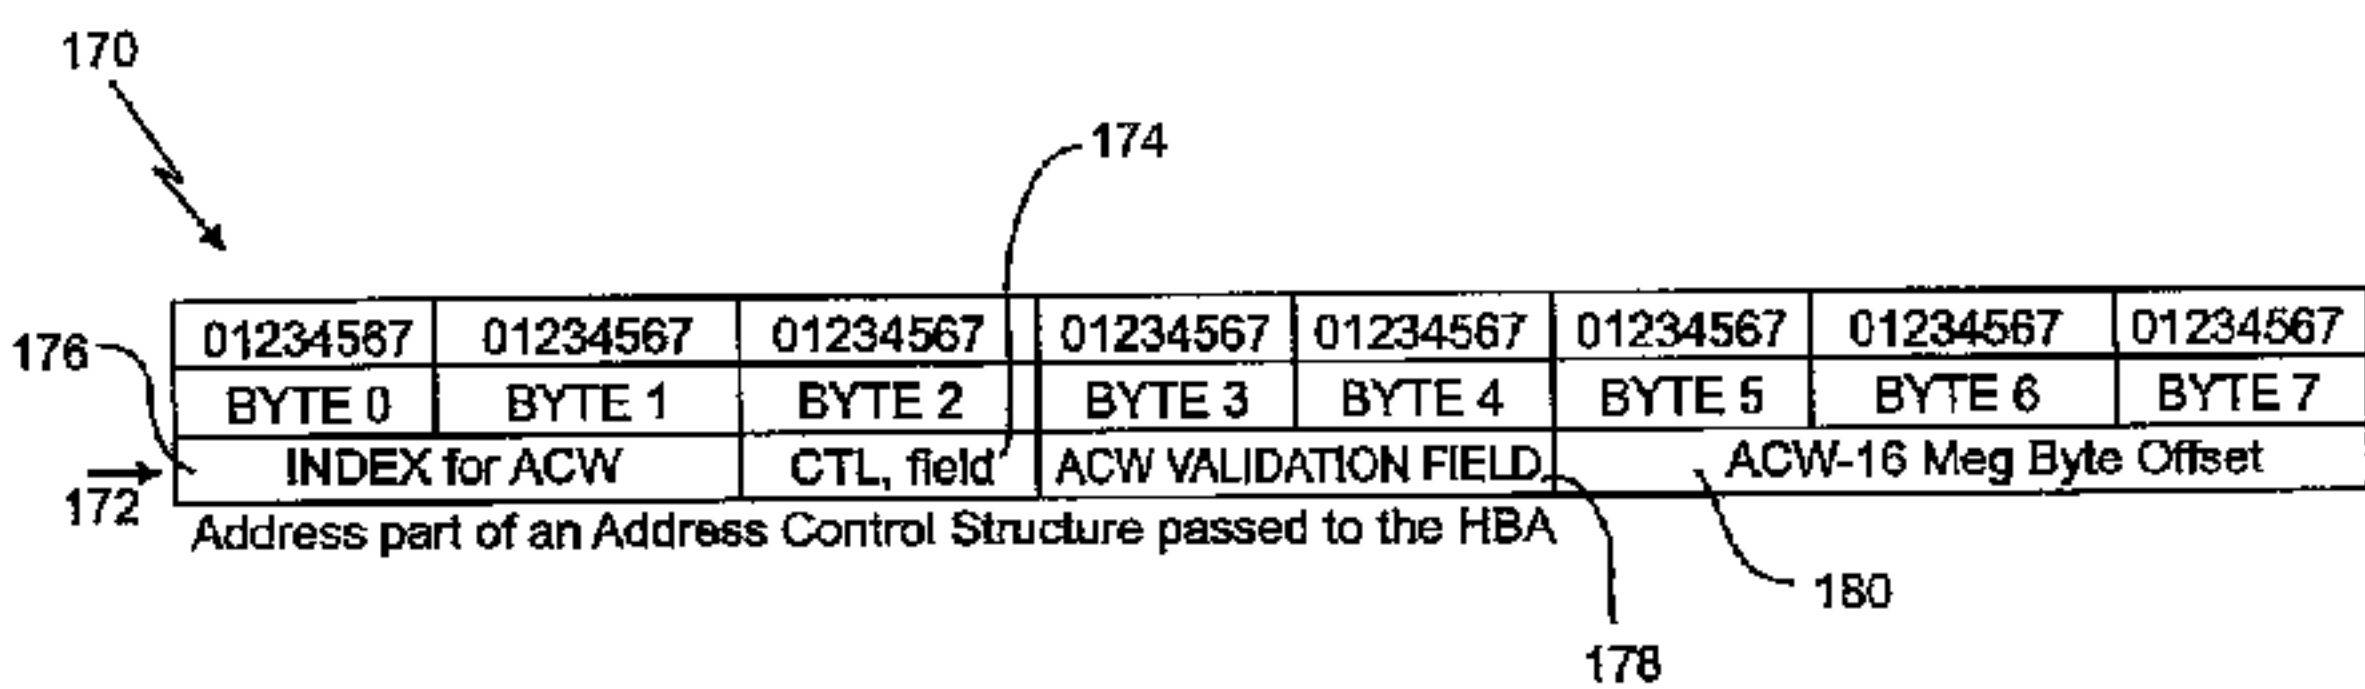 170
174
01234567 01234567 01234567 01234567 01234567 01234567 01234567 01234567
176
BYTE 0 BYTE 1 BYTE 2 BYTE 3 BYTE 4 BYTE 5 BYTE 6 BYTE 7
INDEX for ACW CTL, field ACW VALIDATION FIELD ACW-16 Meg Byte Offset
172
Address part of an Address Control Structure passed to the HBA
180
178